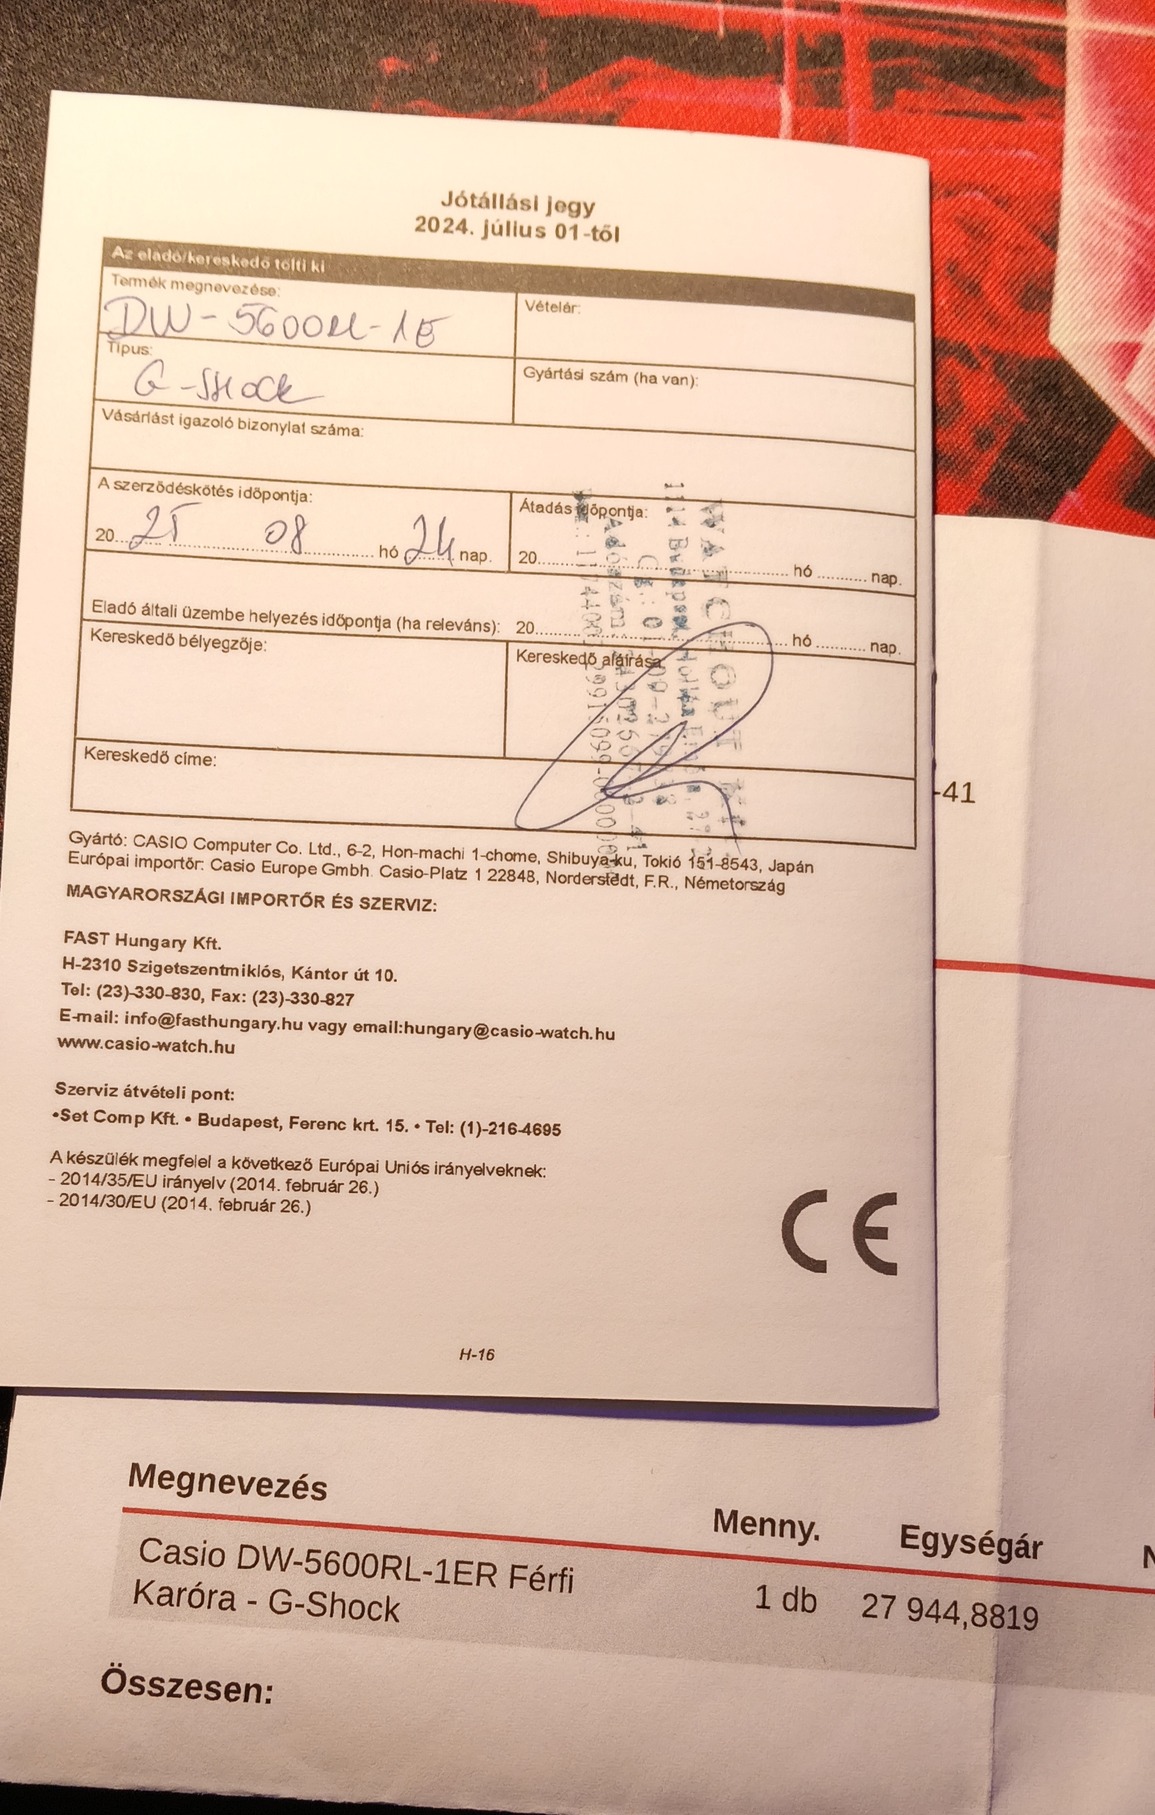 Jótállási jegy
2024. július 01-től
Az eladó/kereskedő tölti ki
Termék megnevezése:
DW-5600RL-1E
Vételár:
Típus:
G-SHOCK
Gyártási szám (ha van):
Vásárlást igazoló bizonylat száma:
A szerződéskötés időpontja:
20... 25 08 hó 24 nap.
Átadás időpontja:
20... hó ... nap.
Eladó általi üzembe helyezés időpontja (ha releváns): 20... hó ... nap.
Kereskedő bélyegzője:
Kereskedő aláírása
Kereskedő címe:
WATCHOUT
1114 Budapest,
Adószám:
Gyártó: CASIO Computer Co. Ltd., 6-2, Hon-machi 1-chome, Shibuya-ku, Tokió 151-8543, Japán
Európai importőr: Casio Europe Gmbh. Casio-Platz 1 22848, Norderstedt, F.R., Németország
MAGYARORSZÁGI IMPORTŐR ÉS SZERVIZ:
FAST Hungary Kft.
H-2310 Szigetszentmiklós, Kántor út 10.
Tel: (23)-330-830, Fax: (23)-330-827
E-mail: info@fasthungary.hu vagy email:hungary@casio-watch.hu
www.casio-watch.hu
Szerviz átvételi pont:
•Set Comp Kft. • Budapest, Ferenc krt. 15. • Tel: (1)-216-4695
A készülék megfelel a következő Európai Uniós irányelveknek:
- 2014/35/EU irányelv (2014. február 26.)
- 2014/30/EU (2014. február 26.)
CE
H-16
-41
Megnevezés Menny. Egységár N
Casio DW-5600RL-1ER Férfi
Karóra - G-Shock 1 db 27 944,8819
Összesen: